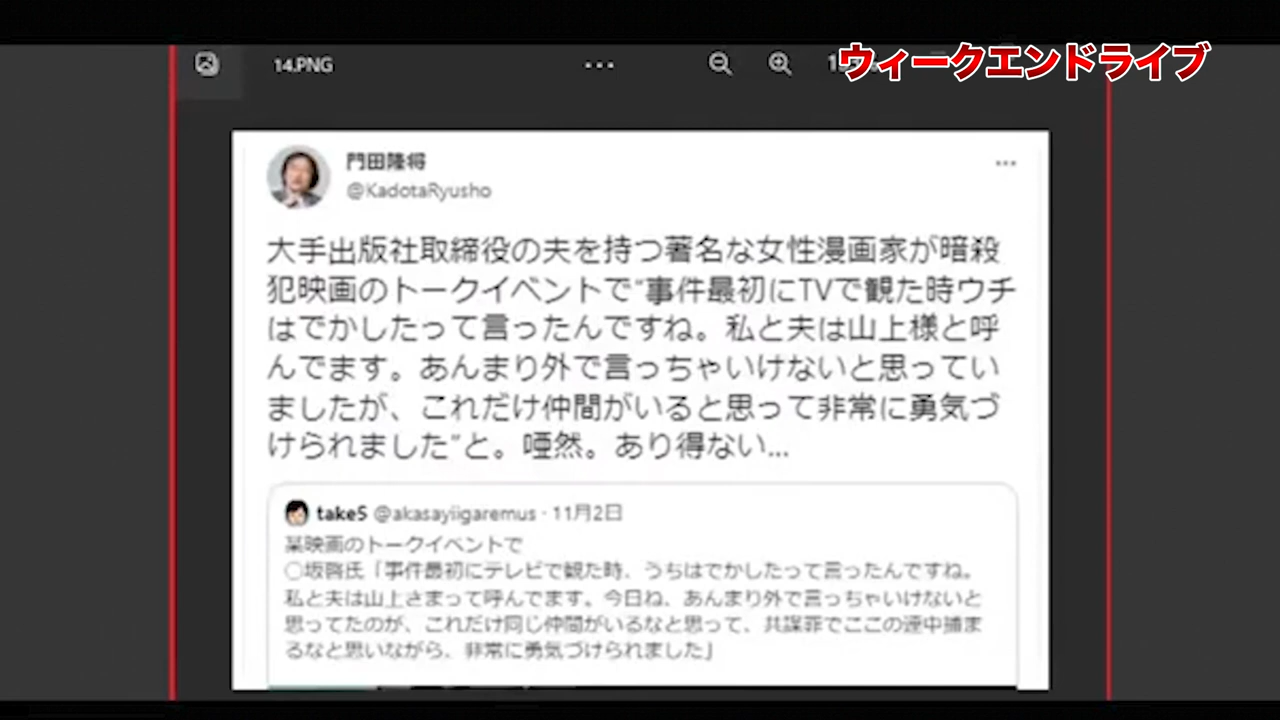 14.PNG
ウィークエンドライブ
門田隆将
@KadotaRyusho
大手出版社取締役の夫を持つ著名な女性漫画家が暗殺
犯映画のトークイベントで“事件最初にTVで観た時ウチ
はでかしたって言ったんですね。私と夫は山上様と呼
んでます。あんまり外で言っちゃいけないと思ってい
ましたが、これだけ仲間がいると思って非常に勇気づ
けられました”と。唖然。あり得ない...
take5 @akasayiigaremus · 11月2日
某映画のトークイベントで
〇坂啓氏「事件最初にテレビで観た時、うちはでかしたって言ったんですね。
私と夫は山上さまって呼んでます。今日ね、あんまり外で言っちゃいけないと
思ってたのが、これだけ同じ仲間がいるなと思って、共謀罪でここの連中捕ま
るなと思いながら、非常に勇気づけられました」